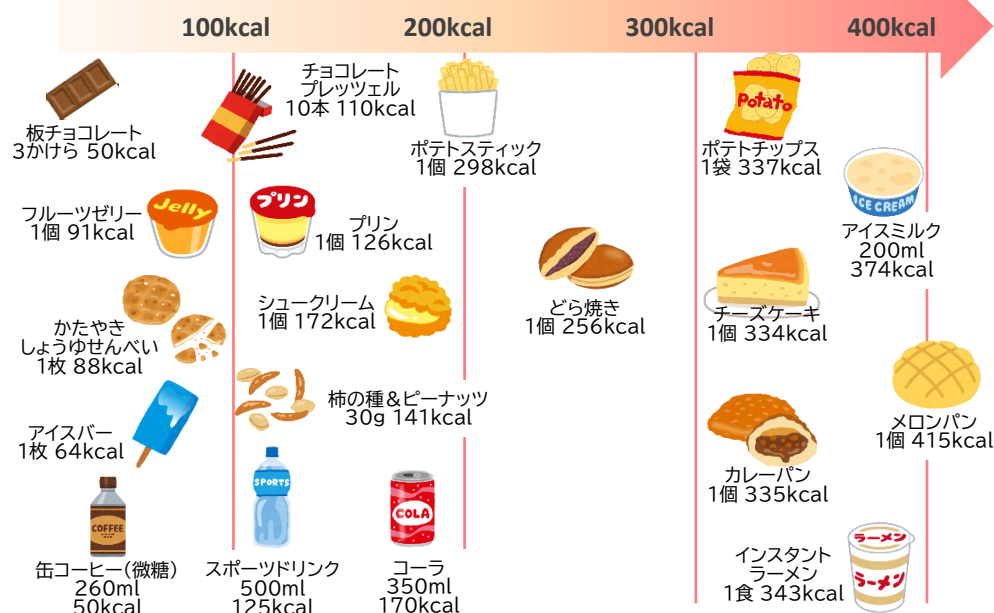 100kcal
200kcal
300kcal
400kcal
板チョコレート
3かけら 50kcal
チョコレート
プレッツェル
10本 110kcal
ポテトスティック
1個 298kcal
Potato
ポテトチップス
1袋 337kcal
ICE CREAM
アイスミルク
200ml
374kcal
Jelly
フルーツゼリー
1個 91kcal
プリン
プリン
1個 126kcal
シュークリーム
1個 172kcal
どら焼き
1個 256kcal
チーズケーキ
1個 334kcal
かたやき
しょうゆせんべい
1枚 88kcal
柿の種&ピーナッツ
30g 141kcal
メロンパン
1個 415kcal
アイスバー
1枚 64kcal
カレーパン
1個 335kcal
COFFEE
缶コーヒー(微糖)
260ml
50kcal
SPORTS
スポーツドリンク
500ml
125kcal
COLA
コーラ
350ml
170kcal
インスタント
ラーメン
1食 343kcal
ラーメン
ラーメン